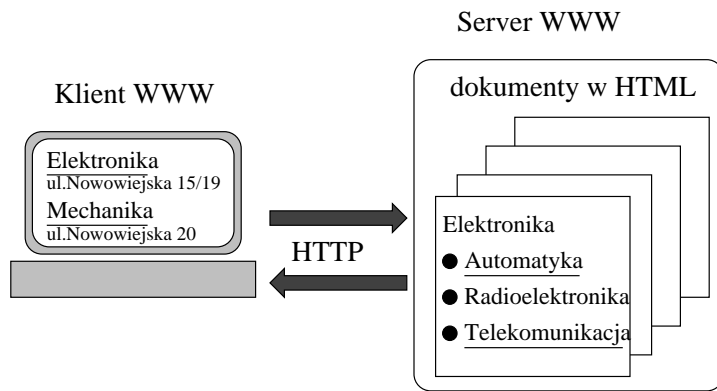 Server WWW
Klient WWW
dokumenty w HTML
Elektronika
ul.Nowowiejska 15/19
Mechanika
ul.Nowowiejska 20
HTTP
Elektronika
Automatyka
Radioelektronika
Telekomunikacja